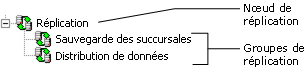 Réplication
Sauvegarde des succursales
Distribution de données
Nœud de
réplication
Groupes de
réplication